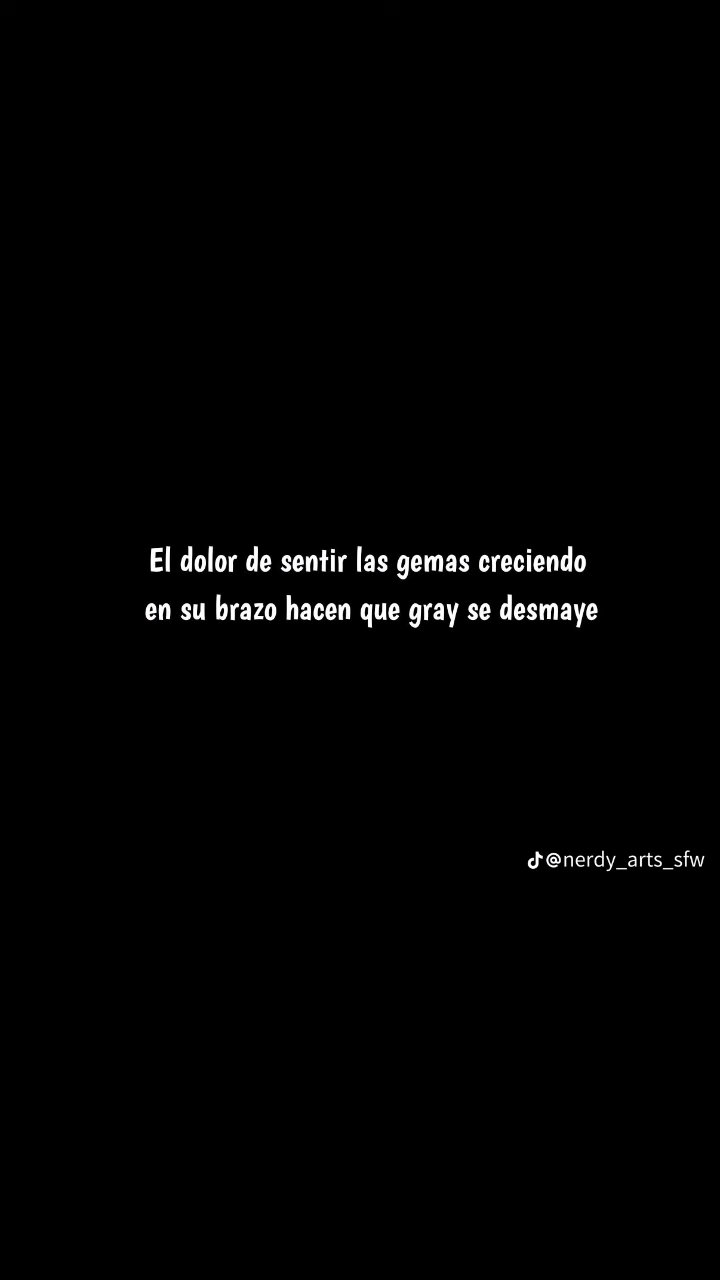 El dolor de sentir las gemas creciendo
en su brazo hacen que gray se desmaye
@nerdy_arts_sfw